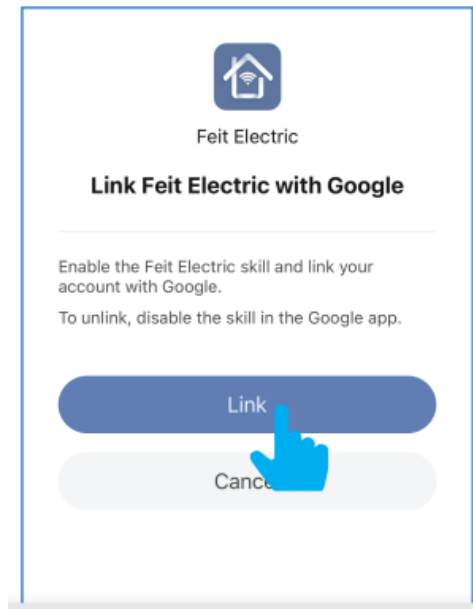 Feit Electric
Link Feit Electric with Google
Enable the Feit Electric skill and link your
account with Google.
To unlink, disable the skill in the Google app.
Link
Cance